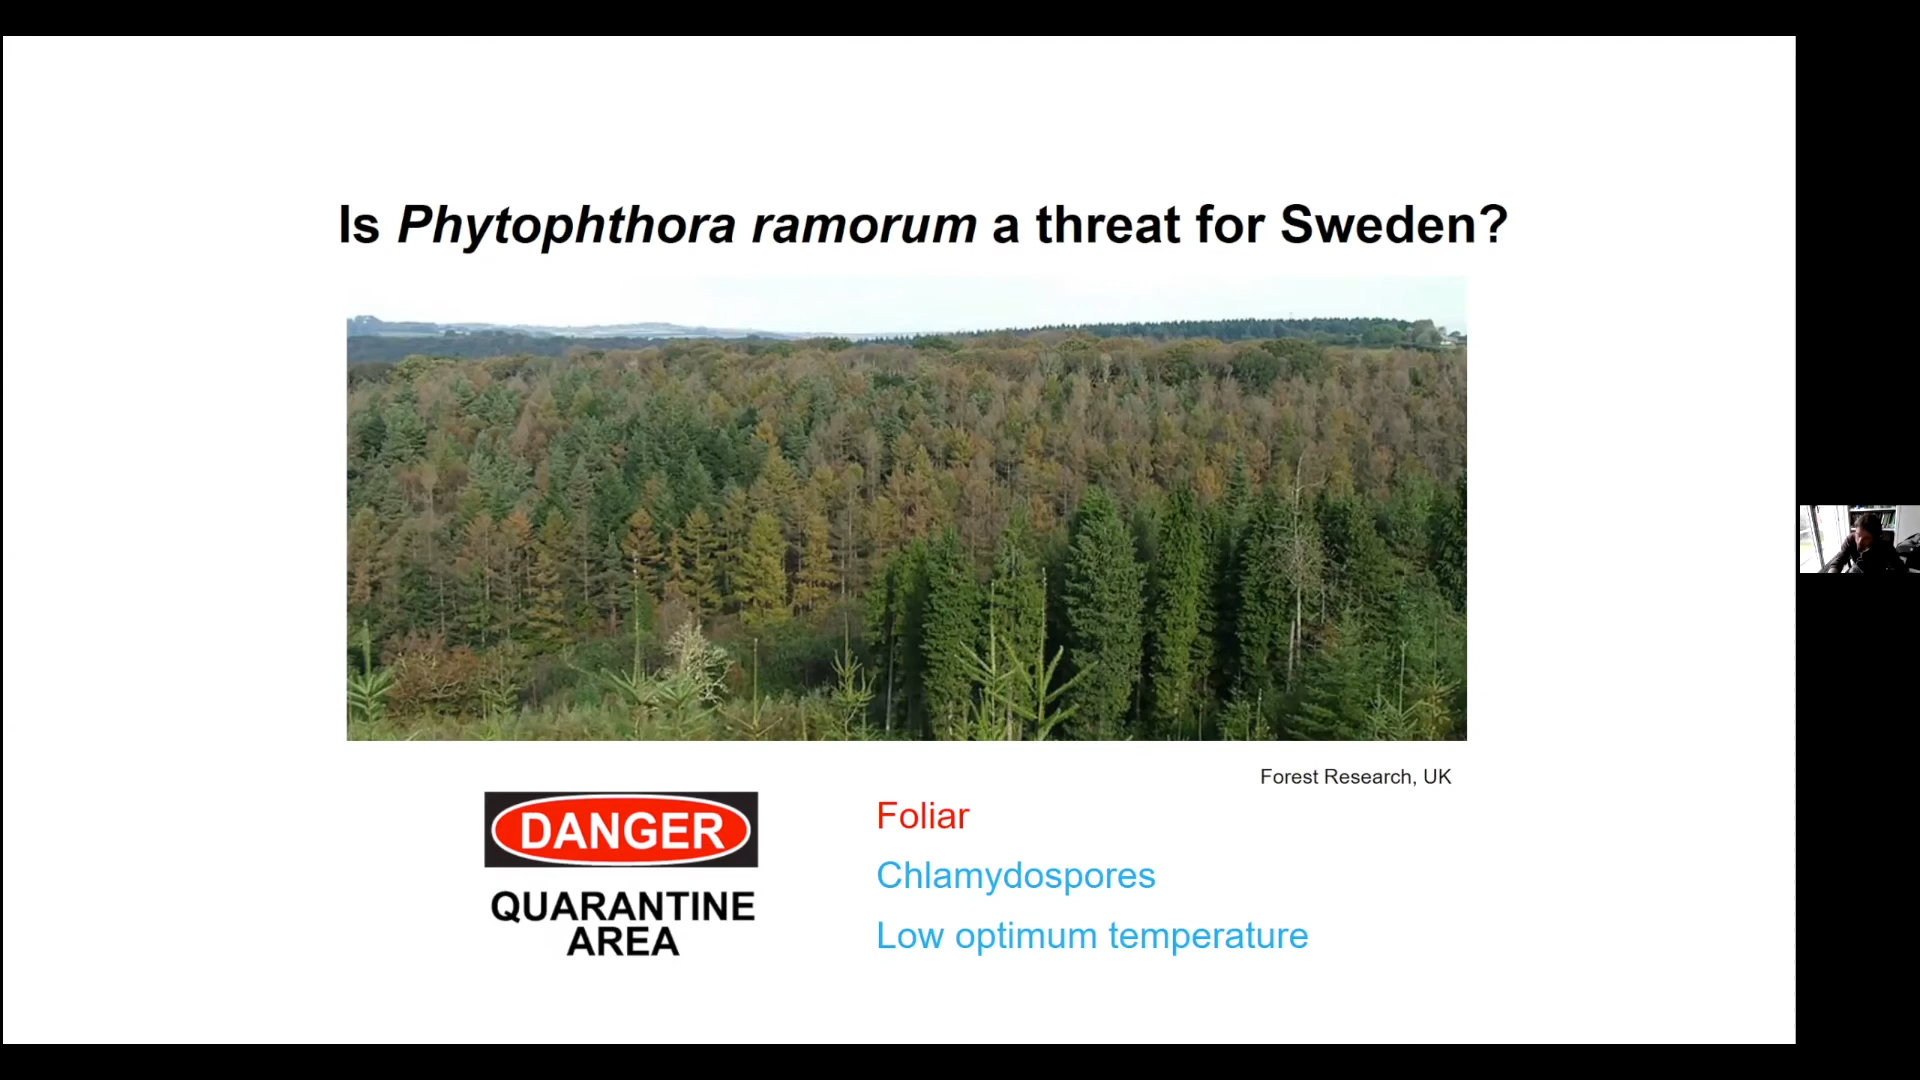 Is Phytophthora ramorum a threat for Sweden?
Forest Research, UK
DANGER
QUARANTINE
AREA
Foliar
Chlamydospores
Low optimum temperature